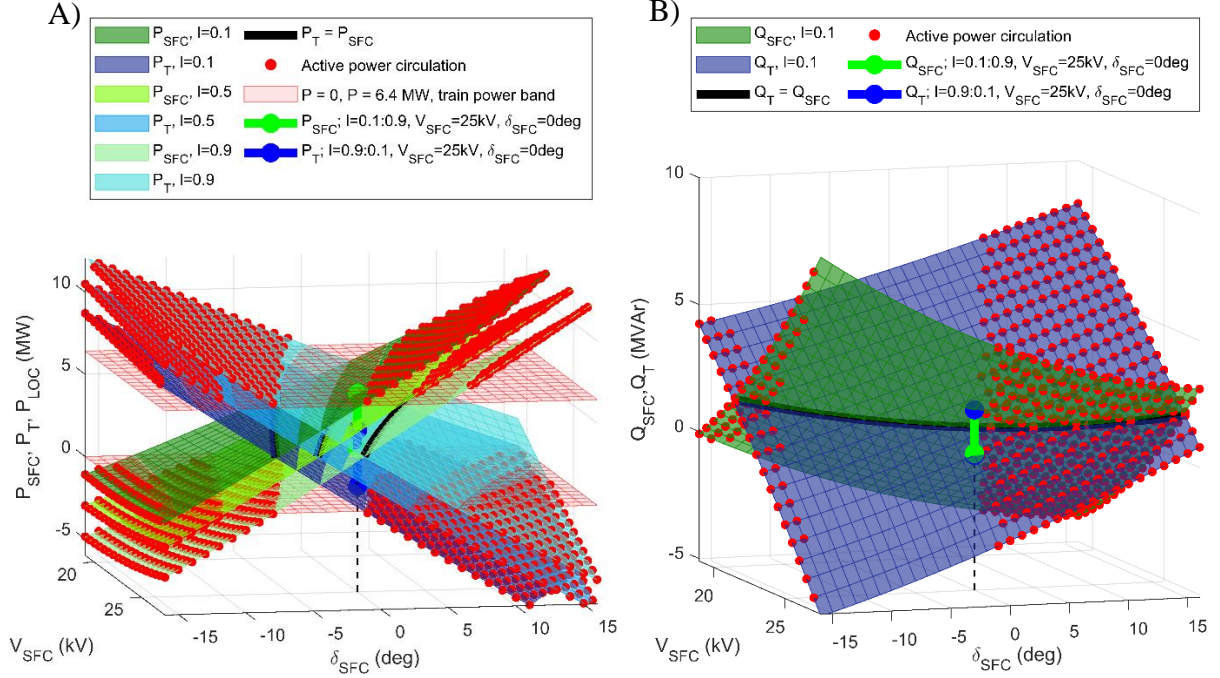 A)
P_SFC, I=0.1
P_T, I=0.1
P_SFC, I=0.5
P_T, I=0.5
P_SFC, I=0.9
P_T, I=0.9
P_T = P_SFC
Active power circulation
P = 0, P = 6.4 MW, train power band
P_SFC; I=0.1:0.9, V_SFC=25kV, δ_SFC=0deg
P_T; I=0.9:0.1, V_SFC=25kV, δ_SFC=0deg
P_SFC, P_T, P_LOC (MW)
10
5
0
-5
20
25
V_SFC (kV)
-15
-10
-5
0
5
10
15
δ_SFC (deg)
B)
Q_SFC, I=0.1
Q_T, I=0.1
Q_T = Q_SFC
Active power circulation
Q_SFC; I=0.1:0.9, V_SFC=25kV, δ_SFC=0deg
Q_T; I=0.9:0.1, V_SFC=25kV, δ_SFC=0deg
Q_SFC, Q_T (MVAr)
10
5
0
-5
20
25
V_SFC (kV)
-15
-10
-5
0
5
10
15
δ_SFC (deg)